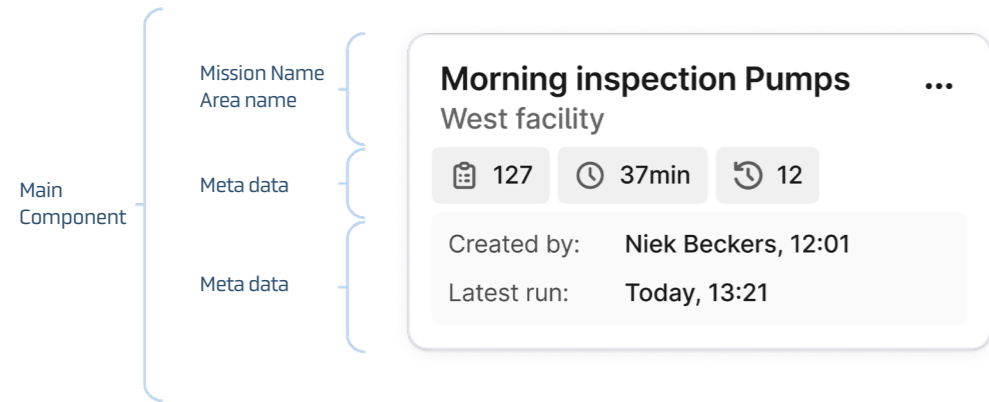 Main
Component
Mission Name
Area name
Meta data
Meta data
Morning inspection Pumps
...
West facility
127
37min
12
Created by: Niek Beckers, 12:01
Latest run: Today, 13:21